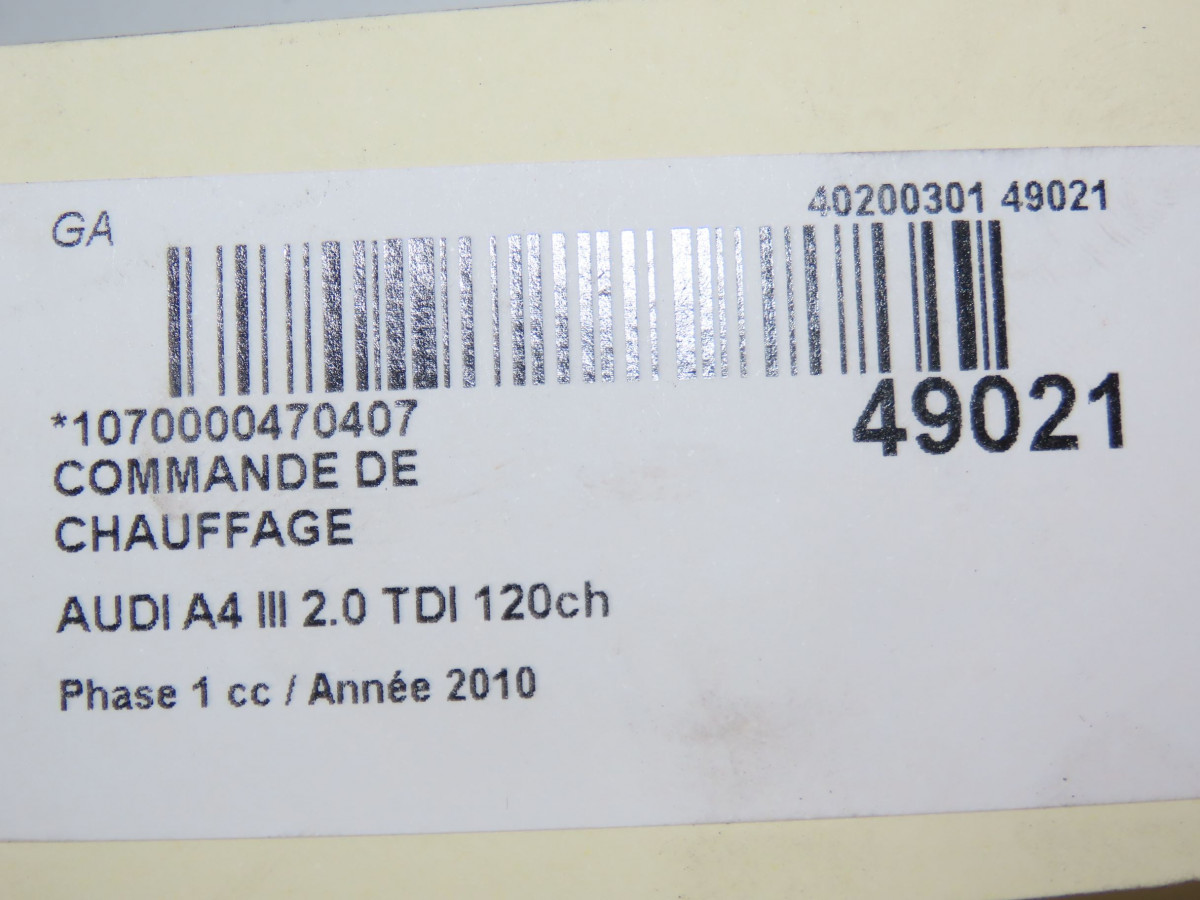 GA
40200301 49021
49021
*1070000470407
COMMANDE DE
CHAUFFAGE
AUDI A4 III 2.0 TDI 120ch
Phase 1 cc / Année 2010